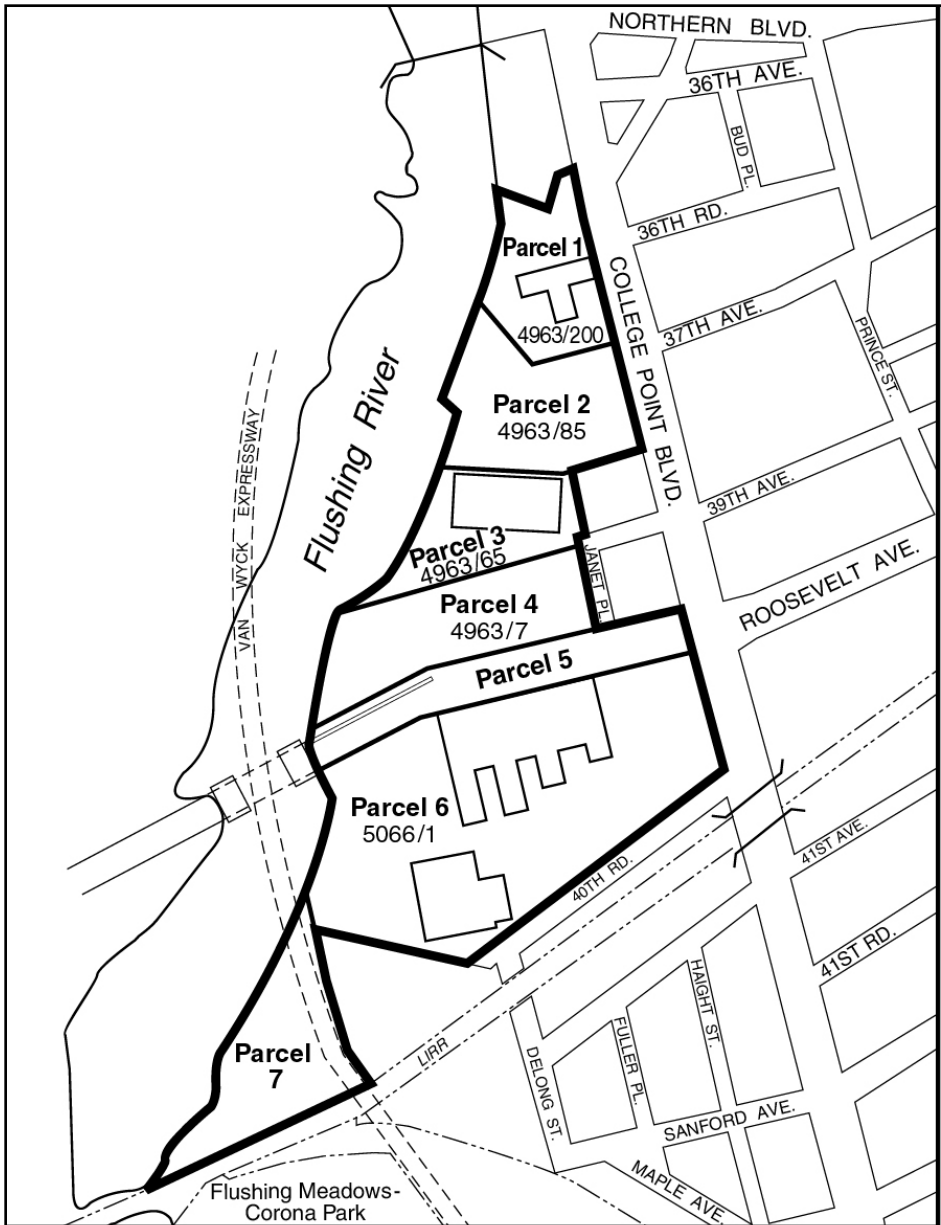 NORTHERN BLVD.
36TH AVE.
BUD PL.
36TH RD.
Parcel 1
4963/200
COLLEGE POINT BLVD.
37TH AVE.
PRINCE ST.
Flushing River
VAN WYCK EXPRESSWAY
Parcel 2
4963/85
39TH AVE.
Parcel 3
4963/65
JANET PL.
ROOSEVELT AVE.
Parcel 4
4963/7
Parcel 5
Parcel 6
5066/1
40TH RD.
41ST AVE.
41ST RD.
HAIGHT ST.
FULLER PL.
DELONG ST.
LIRR
SANFORD AVE.
MAPLE AVE.
Parcel
7
Flushing Meadows-
Corona Park